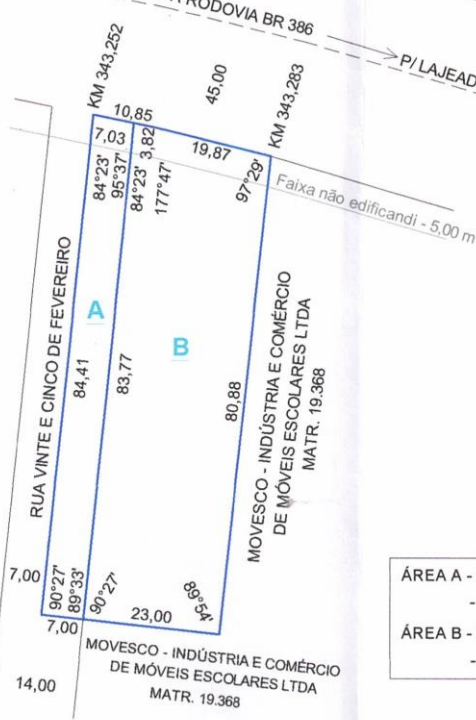 RODOVIA BR 386
P/ LAJEAD
KM 343,252
45,00
KM 343,283
10,85
7,03
3,82
19,87
84°23'
95°37'
84°23'
177°47'
97°29'
Faixa não edificandi - 5,00 m
RUA VINTE E CINCO DE FEVEREIRO
A
B
84,41
83,77
80,88
MOVESCO - INDÚSTRIA E COMÉRCIO
DE MÓVEIS ESCOLARES LTDA
MATR. 19.368
7,00
90°27'
89°33'
90°27'
89°54'
7,00
23,00
MOVESCO - INDÚSTRIA E COMÉRCIO
DE MÓVEIS ESCOLARES LTDA
MATR. 19.368
14,00
ÁREA A -
-
ÁREA B -
-